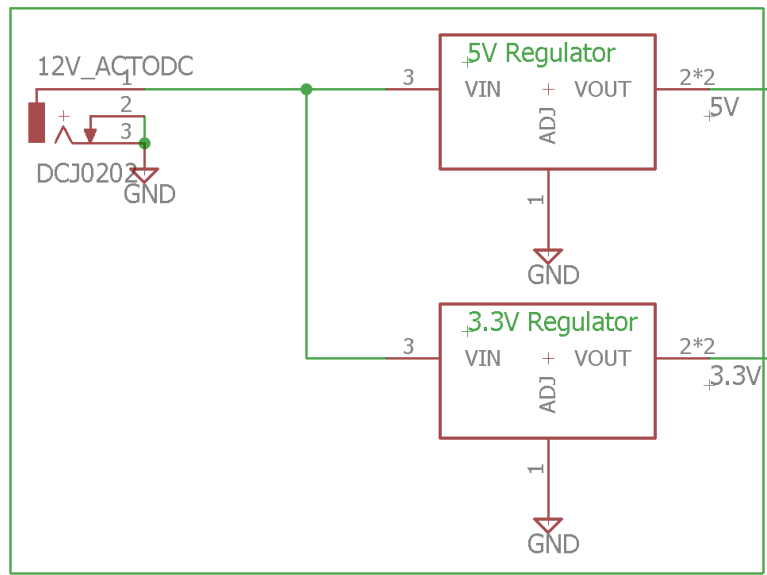 12V_ACTODC
1
2
3
DCJ0202
GND
5V Regulator
3
VIN
VOUT
2*2
5V
ADJ
1
GND
3.3V Regulator
3
VIN
VOUT
2*2
3.3V
ADJ
1
GND